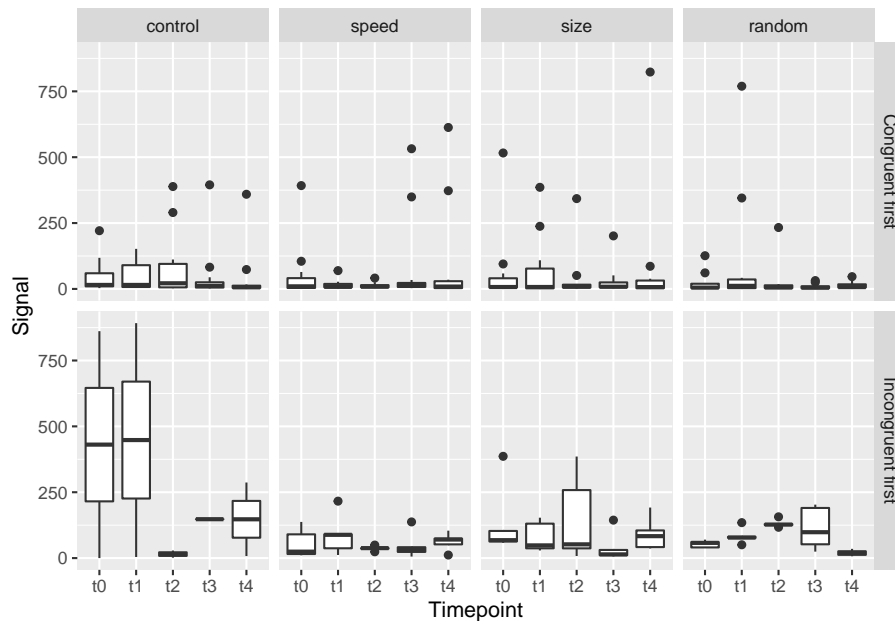 control speed size random
750
500
250
0
Congruent first
750
500
250
0
Incongruent first
t0 t1 t2 t3 t4 t0 t1 t2 t3 t4 t0 t1 t2 t3 t4 t0 t1 t2 t3 t4
Timepoint
Signal